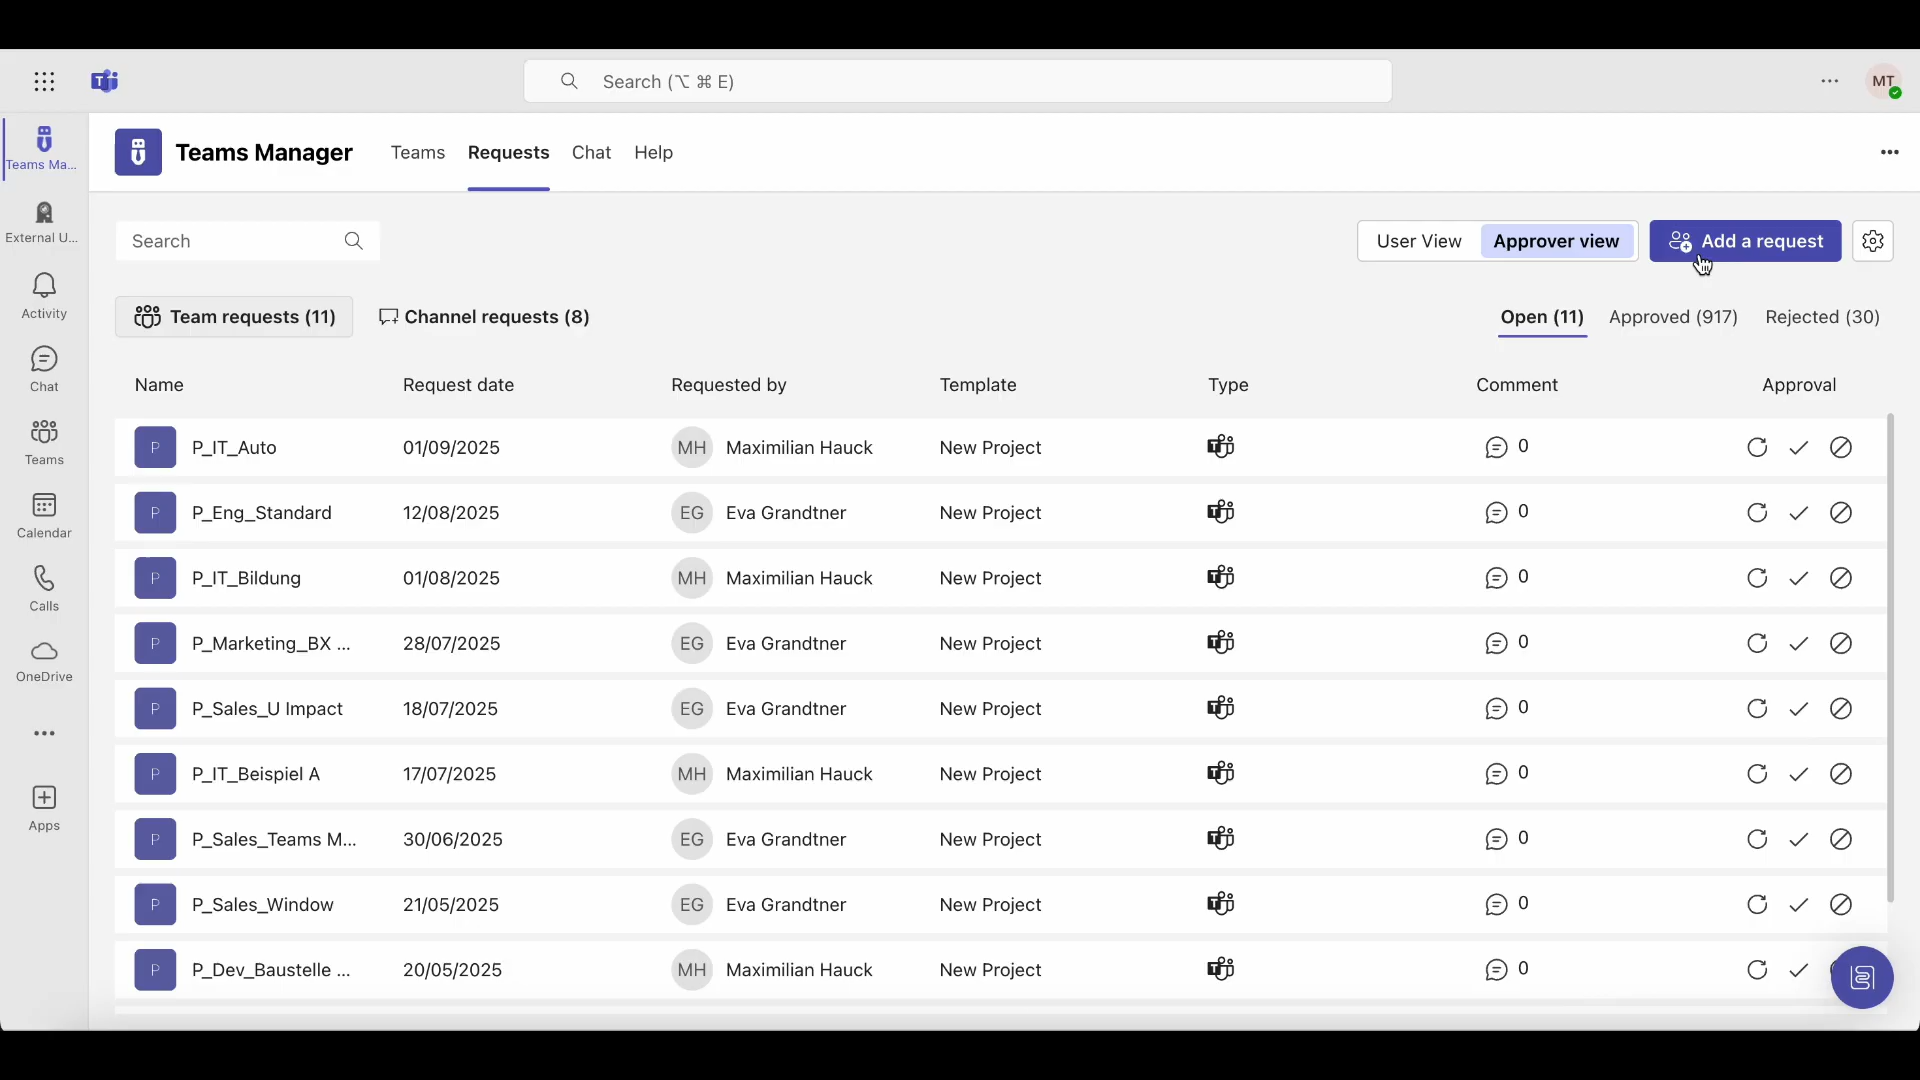 Search (⌥ ⌘ E)
MT
Teams Ma...
External U...
Activity
Chat
Teams
Calendar
Calls
OneDrive
Apps
Teams Manager Teams Requests Chat Help
Search User View Approver view Add a request
Team requests (11) Channel requests (8) Open (11) Approved (917) Rejected (30)
Name Request date Requested by Template Type Comment Approval
P P_IT_Auto 01/09/2025 MH Maximilian Hauck New Project 0
P P_Eng_Standard 12/08/2025 EG Eva Grandtner New Project 0
P P_IT_Bildung 01/08/2025 MH Maximilian Hauck New Project 0
P P_Marketing_BX ... 28/07/2025 EG Eva Grandtner New Project 0
P P_Sales_U Impact 18/07/2025 EG Eva Grandtner New Project 0
P P_IT_Beispiel A 17/07/2025 MH Maximilian Hauck New Project 0
P P_Sales_Teams M... 30/06/2025 EG Eva Grandtner New Project 0
P P_Sales_Window 21/05/2025 EG Eva Grandtner New Project 0
P P_Dev_Baustelle ... 20/05/2025 MH Maximilian Hauck New Project 0